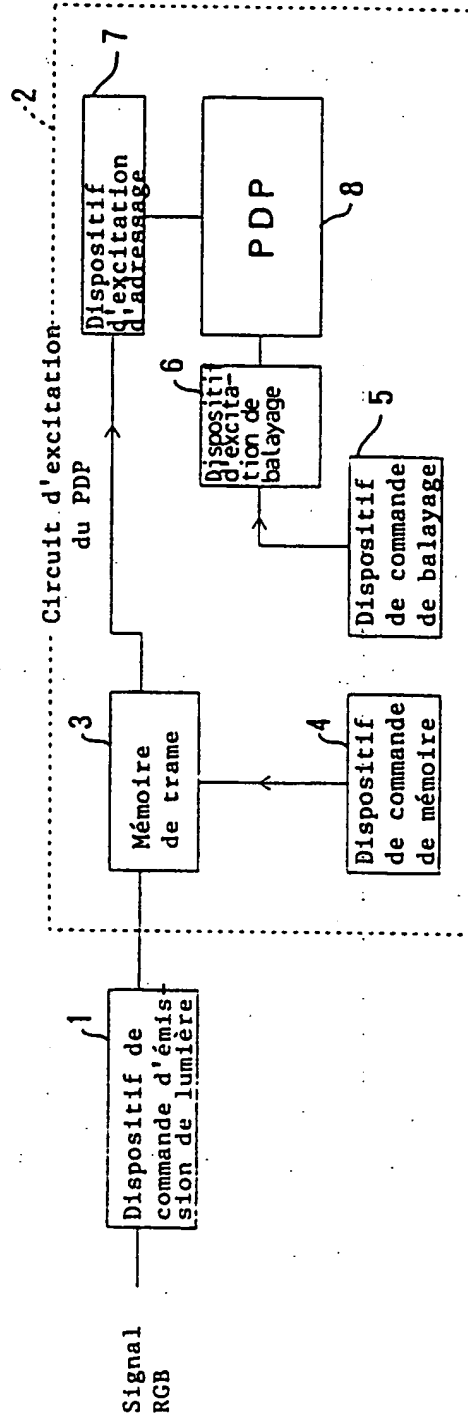 Signal
RGB
1
Dispositif de
commande d'émis-
sion de lumière
2
Circuit d'excitation
du PDP
3
Mémoire
de trame
4
Dispositif
de commande
de mémoire
5
Dispositif
de commande
de balayage
6
Dispositif
d'excita-
tion de
balayage
7
Dispositif
d'excitation
d'adressage
PDP
8